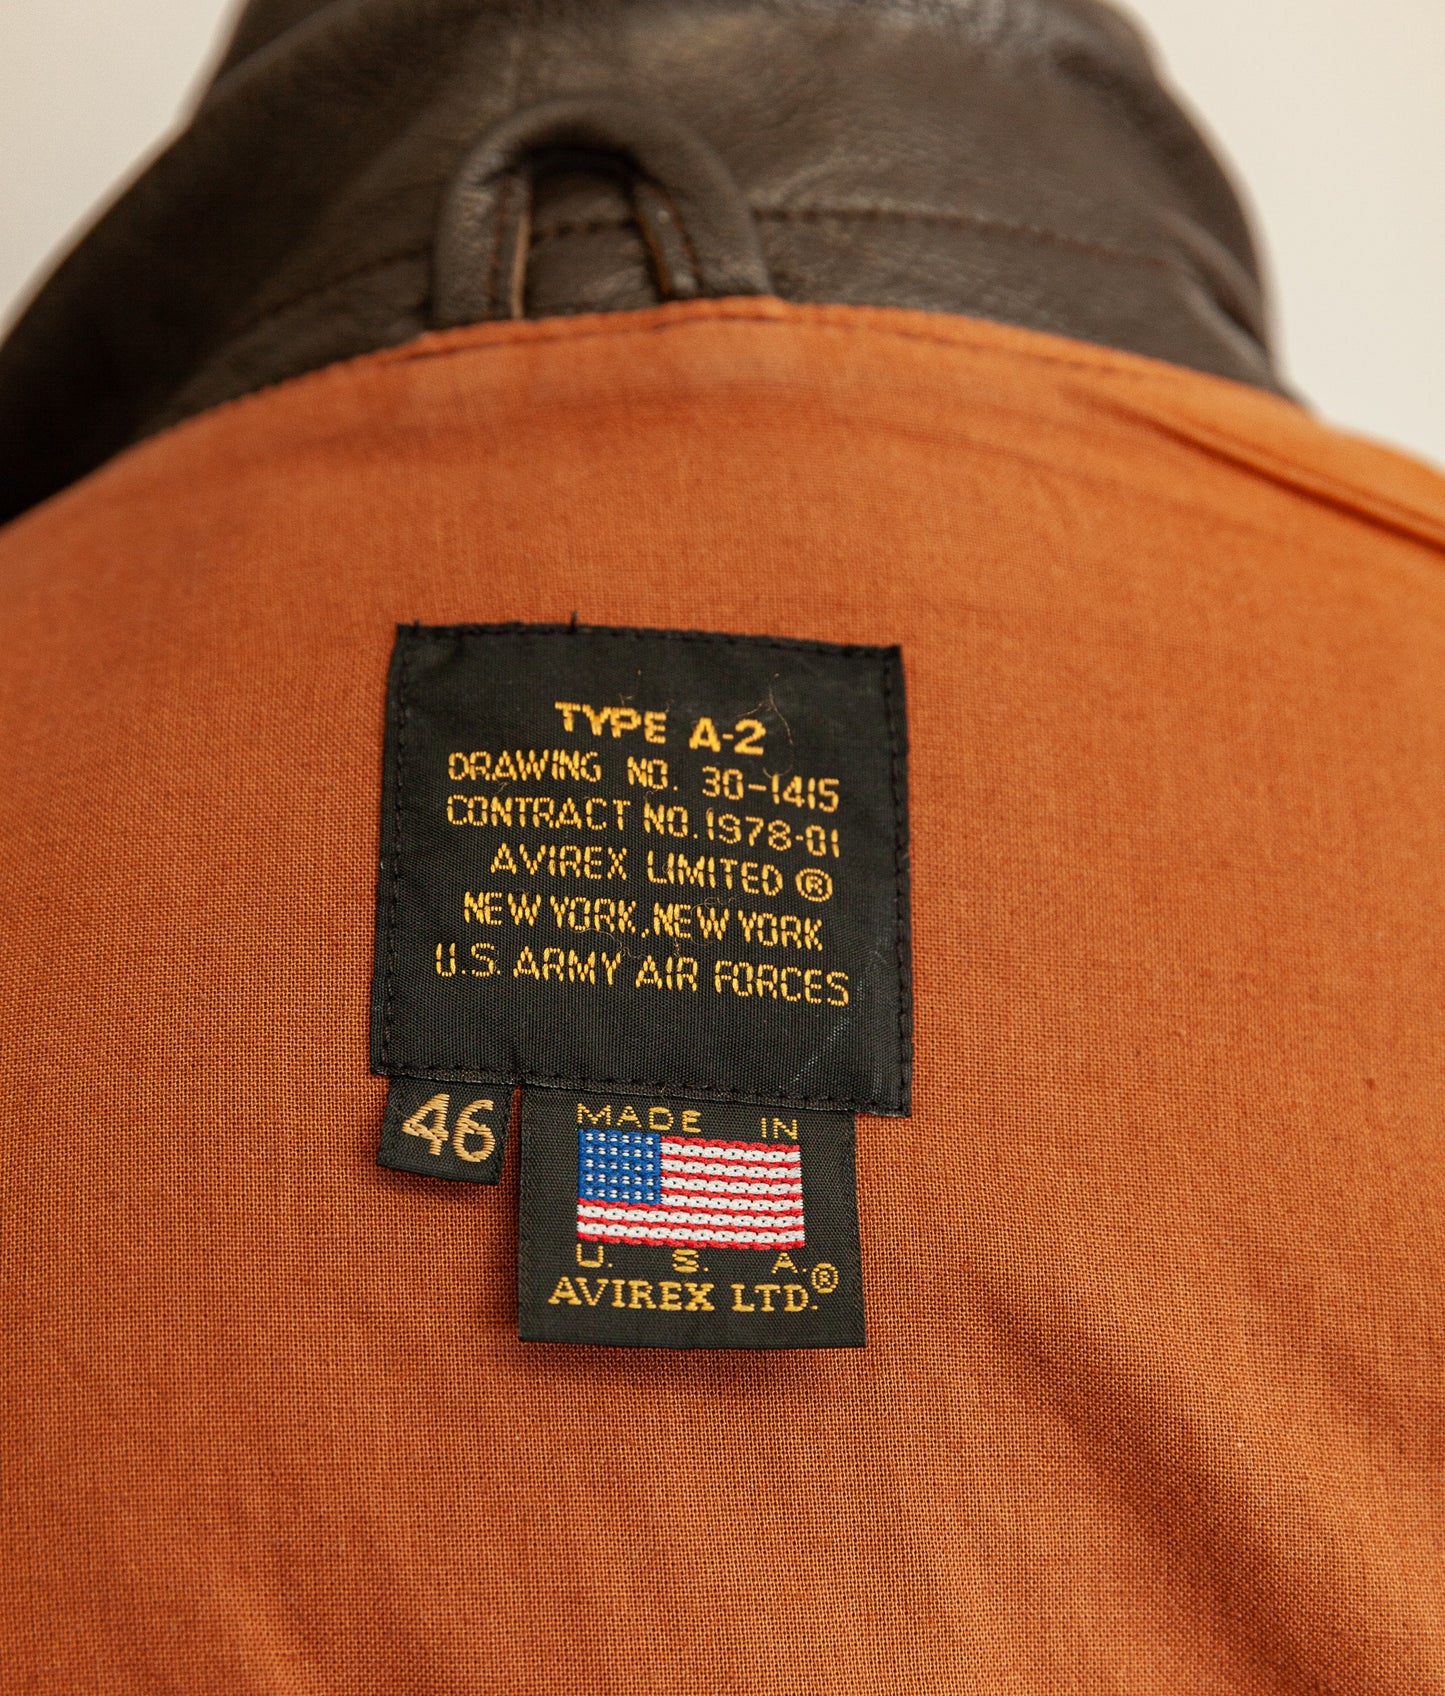 TYPE A-2
DRAWING NO. 30-1415
CONTRACT NO. 1978-01
AVIREX LIMITED ®
NEW YORK, NEW YORK
U.S. ARMY AIR FORCES
46
MADE IN
U. S. A.
AVIREX LTD.®